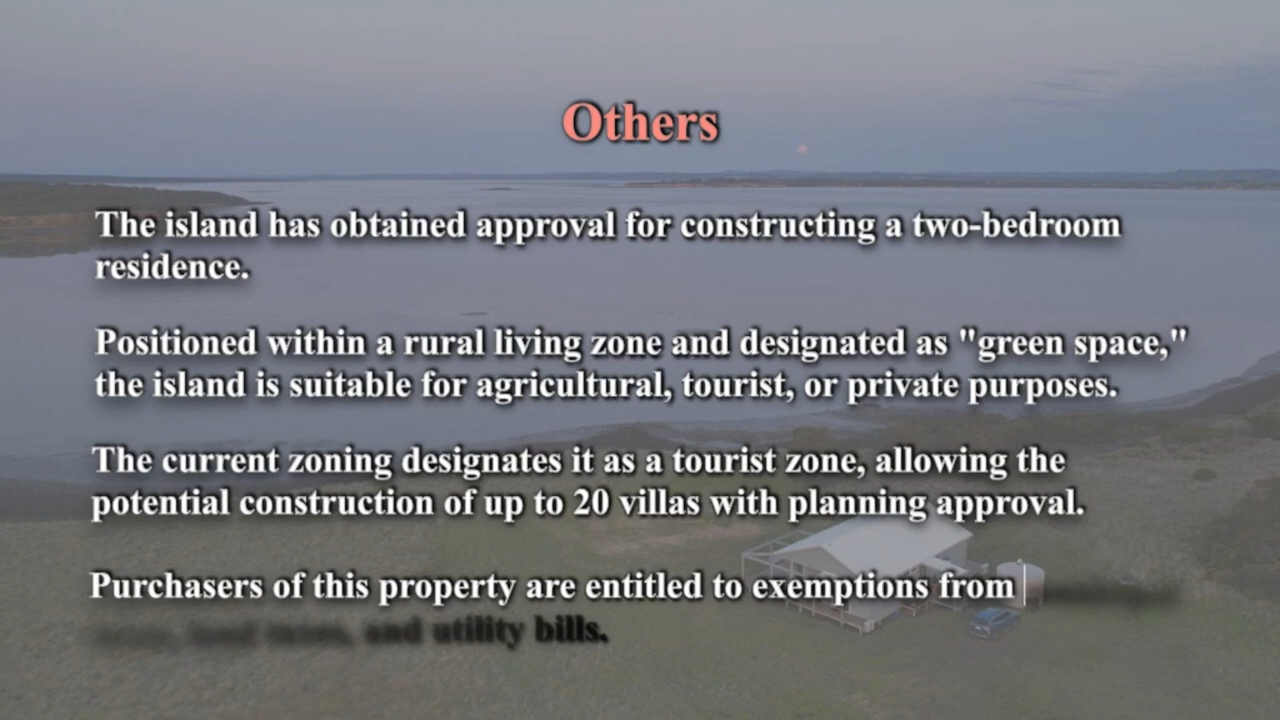 Others
The island has obtained approval for constructing a two-bedroom
residence.
Positioned within a rural living zone and designated as "green space,"
the island is suitable for agricultural, tourist, or private purposes.
The current zoning designates it as a tourist zone, allowing the
potential construction of up to 20 villas with planning approval.
Purchasers of this property are entitled to exemptions from
and utility bills.